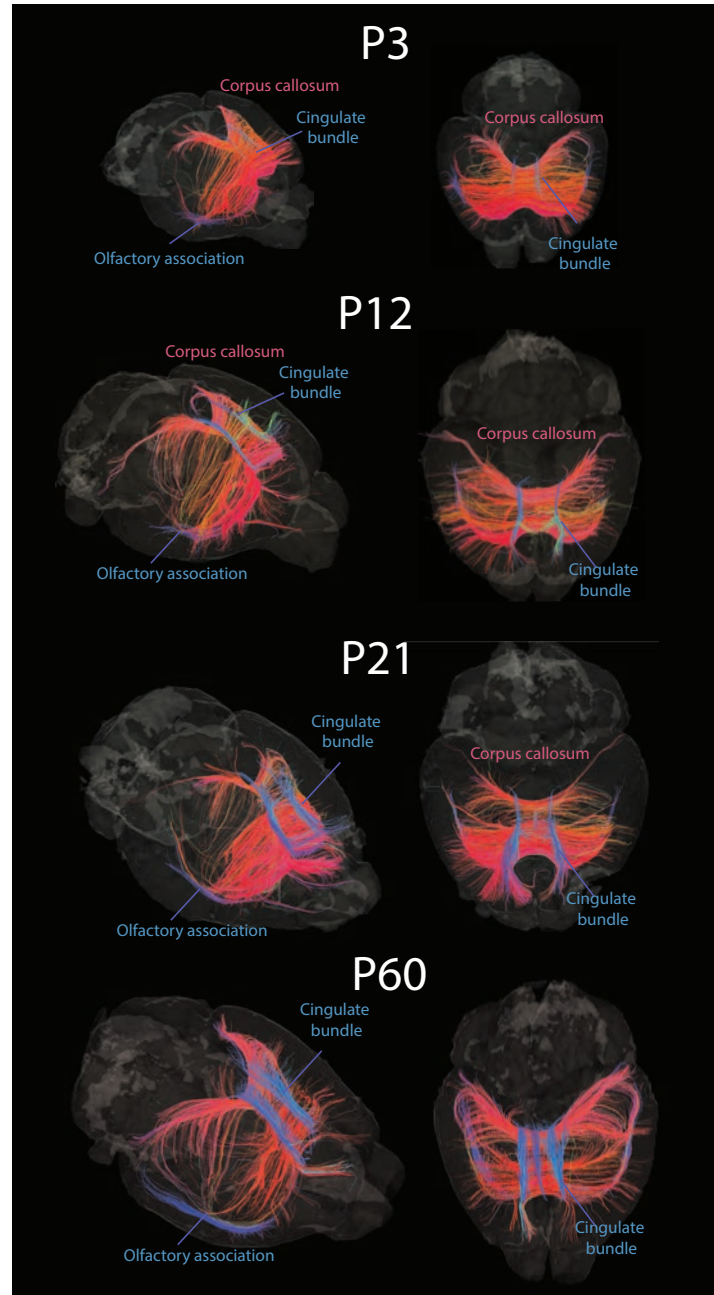 P3
Corpus callosum
Cingulate
bundle
Olfactory association
Corpus callosum
Cingulate
bundle
P12
Corpus callosum
Cingulate
bundle
Olfactory association
Corpus callosum
Cingulate
bundle
P21
Cingulate
bundle
Olfactory association
Corpus callosum
Cingulate
bundle
P60
Cingulate
bundle
Olfactory association
Cingulate
bundle